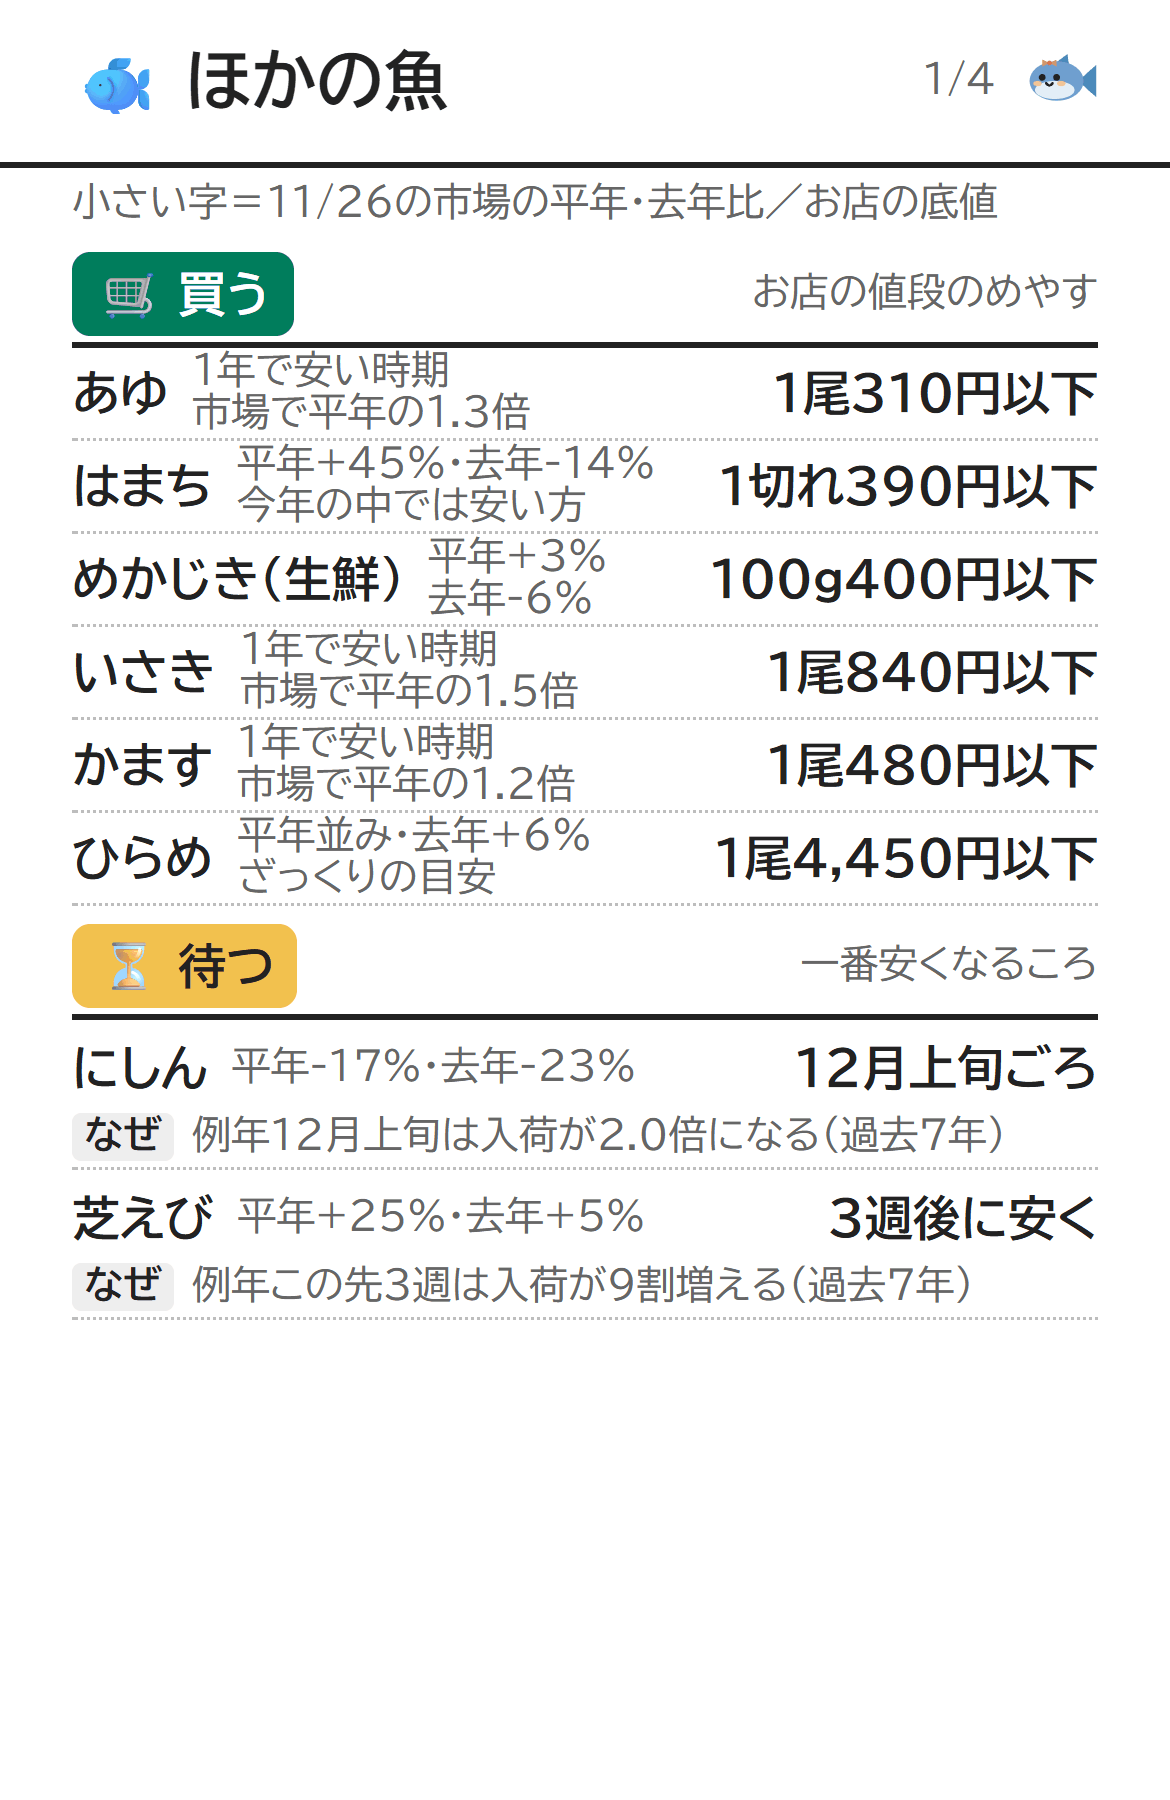 ほかの魚
1/4
小さい字＝11/26の市場の平年・去年比／お店の底値
買う
お店の値段のめやす
あゆ
1年で安い時期
市場で平年の1.3倍
1尾310円以下
はまち
平年+45%・去年-14%
今年の中では安い方
1切れ390円以下
めかじき（生鮮）
平年+3%
去年-6%
100g400円以下
いさき
1年で安い時期
市場で平年の1.5倍
1尾840円以下
かます
1年で安い時期
市場で平年の1.2倍
1尾480円以下
ひらめ
平年並み・去年+6%
ざっくりの目安
1尾4,450円以下
待つ
一番安くなるころ
にしん 平年-17%・去年-23% 12月上旬ごろ
なぜ 例年12月上旬は入荷が2.0倍になる（過去7年）
芝えび 平年+25%・去年+5% 3週後に安く
なぜ 例年この先3週は入荷が9割増える（過去7年）